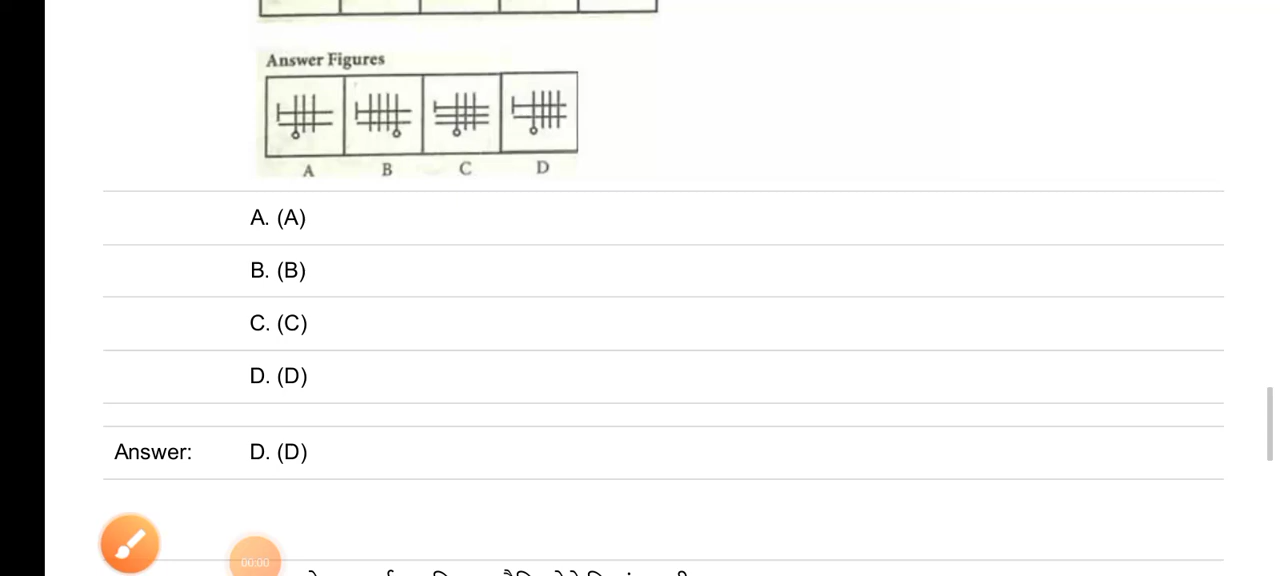 Answer Figures
A B C D
A. (A)
B. (B)
C. (C)
D. (D)
Answer: D. (D)
00:00